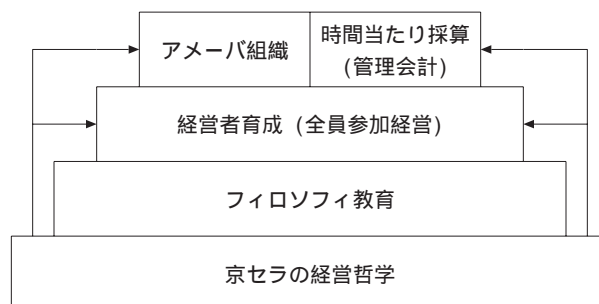 アメーバ組織
時間当たり採算
(管理会計)
経営者育成 (全員参加経営)
フィロソフィ教育
京セラの経営哲学